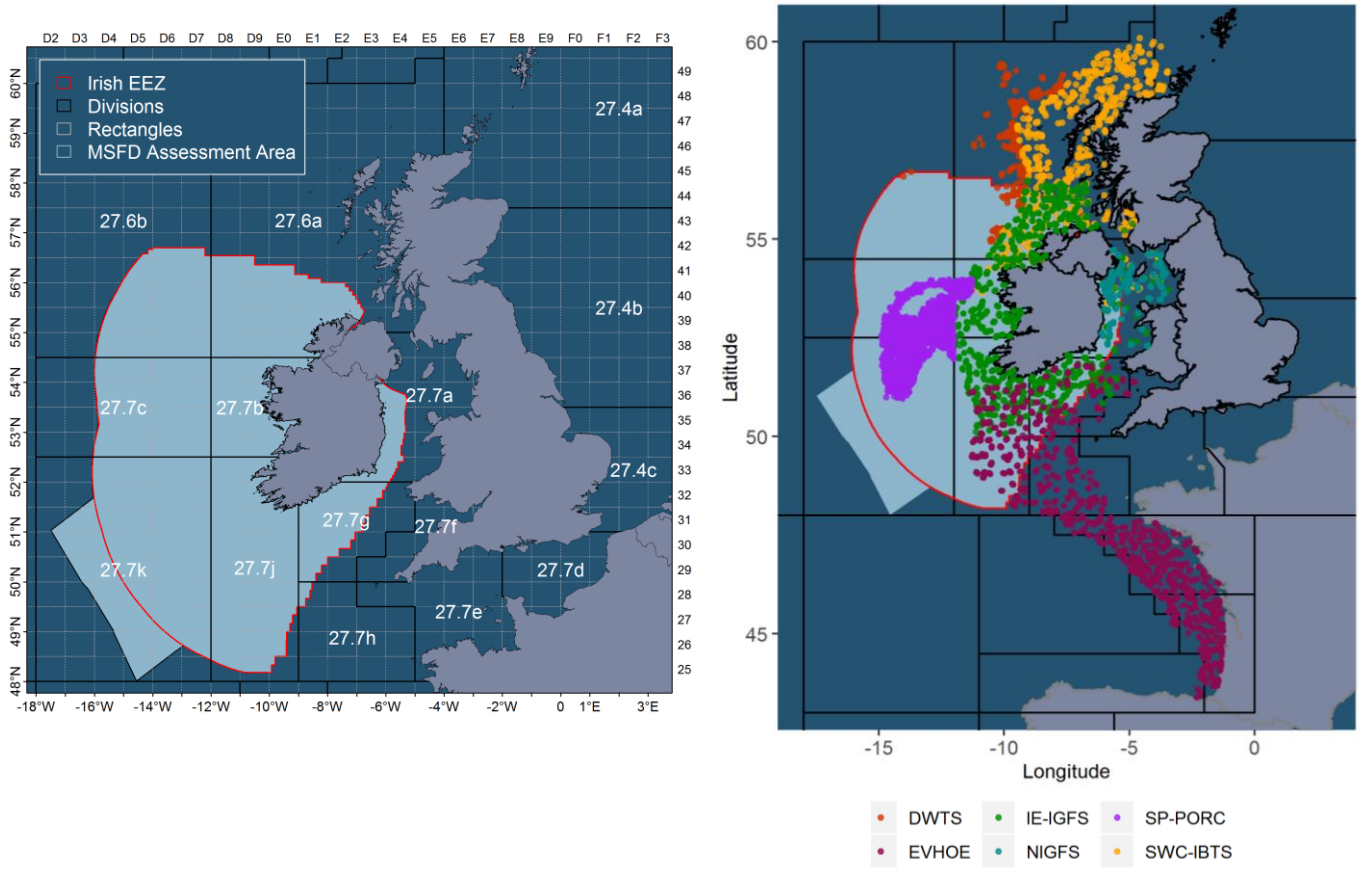 D2 D3 D4 D5 D6 D7 D8 D9 E0 E1 E2 E3 E4 E5 E6 E7 E8 E9 F0 F1 F2 F3
Irish EEZ
Divisions
Rectangles
MSFD Assessment Area
27.4a
27.6b
27.6a
27.4b
27.7a
27.7c
27.7b
27.4c
27.7g
27.7f
27.7k
27.7j
27.7d
27.7e
27.7h
60°N
59°N
58°N
57°N
56°N
55°N
54°N
53°N
52°N
51°N
50°N
49°N
48°N
49
48
47
46
45
44
43
42
41
40
39
38
37
36
35
34
33
32
31
30
29
28
27
26
25
-18°W -16°W -14°W -12°W -10°W -8°W -6°W -4°W -2°W 0 1°E 3°E
60
55
50
45
Latitude
-15 -10 -5 0
Longitude
DWTS IE-IGFS SP-PORC
EVHOE NIGFS SWC-IBTS